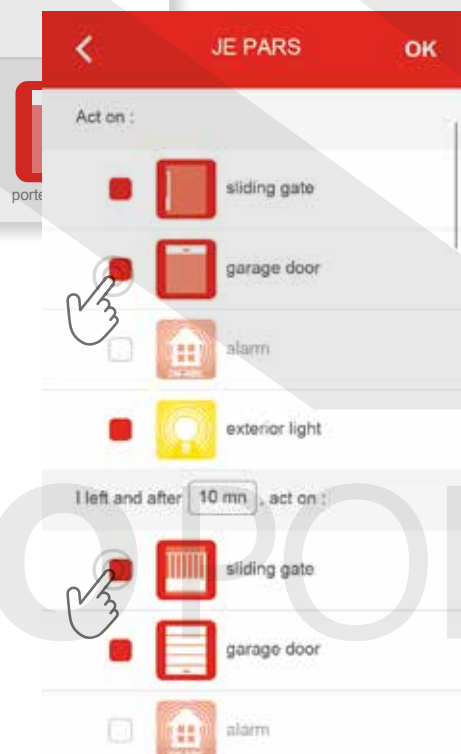 JE PARS OK
Act on :
sliding gate
porte
garage door
alarm
exterior light
I left and after 10 mn , act on :
sliding gate
garage door
alarm
O POI